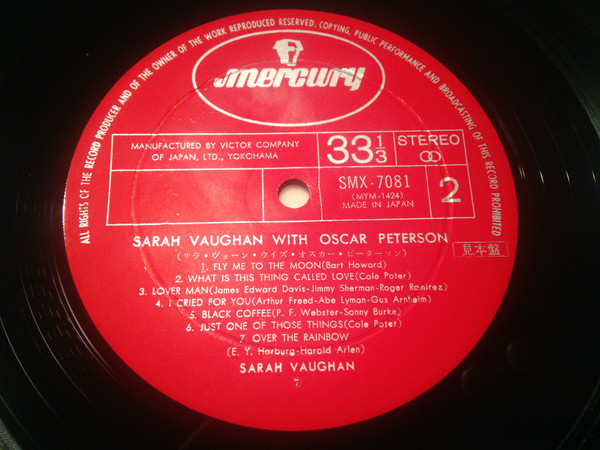 ALL RIGHTS OF THE RECORD PRODUCER AND OF THE OWNER OF THE WORK REPRODUCED RESERVED. COPYING, PUBLIC PERFORMANCE AND BROADCASTING OF THIS RECORD PROHIBITED
mercury
MANUFACTURED BY VICTOR COMPANY
OF JAPAN, LTD., YOKOHAMA
33 1/3
STEREO
SMX-7081
(MYM-1424)
MADE IN JAPAN
2
SARAH VAUGHAN WITH OSCAR PETERSON
(サラ・ヴォーン・ウイズ・オスカー・ピーターソン)
見本盤
1. FLY ME TO THE MOON(Bart Howard)
2. WHAT IS THIS THING CALLED LOVE(Cole Poter)
3. LOVER MAN(James Edward Davis-Jimmy Sherman-Roger Ramirez)
4. I CRIED FOR YOU(Arthur Freed-Abe Lyman-Gus Arnheim)
5. BLACK COFFEE(P. F. Webster-Sonny Burke)
6. JUST ONE OF THOSE THINGS(Cole Poter)
7. OVER THE RAINBOW
(E. Y. Harburg-Harold Arlen)
SARAH VAUGHAN
7